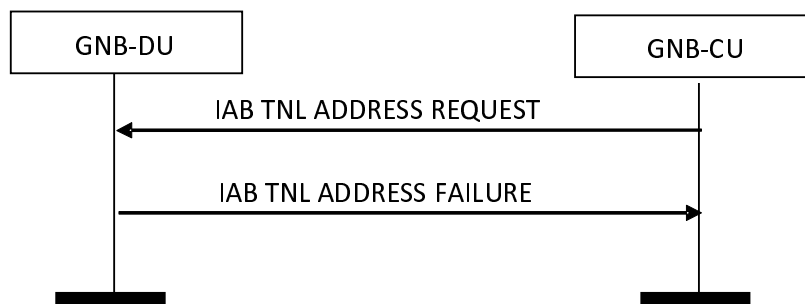 GNB-DU
GNB-CU
IAB TNL ADDRESS REQUEST
IAB TNL ADDRESS FAILURE